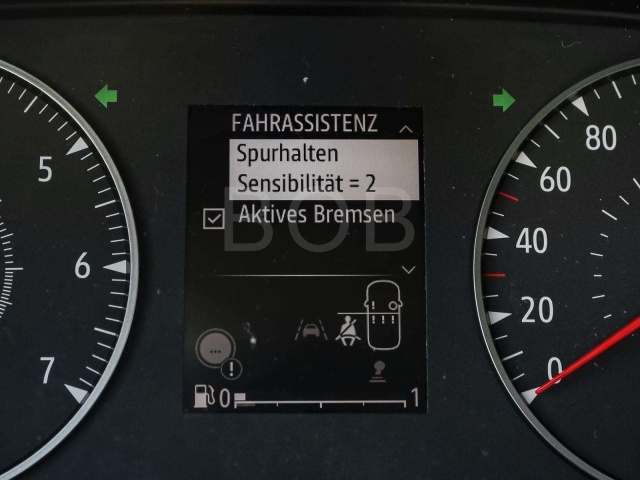 FAHRASSISTENZ
Spurhalten
Sensibilität = 2
Aktives Bremsen
BOB
5
6
7
80
60
40
20
0
0 1